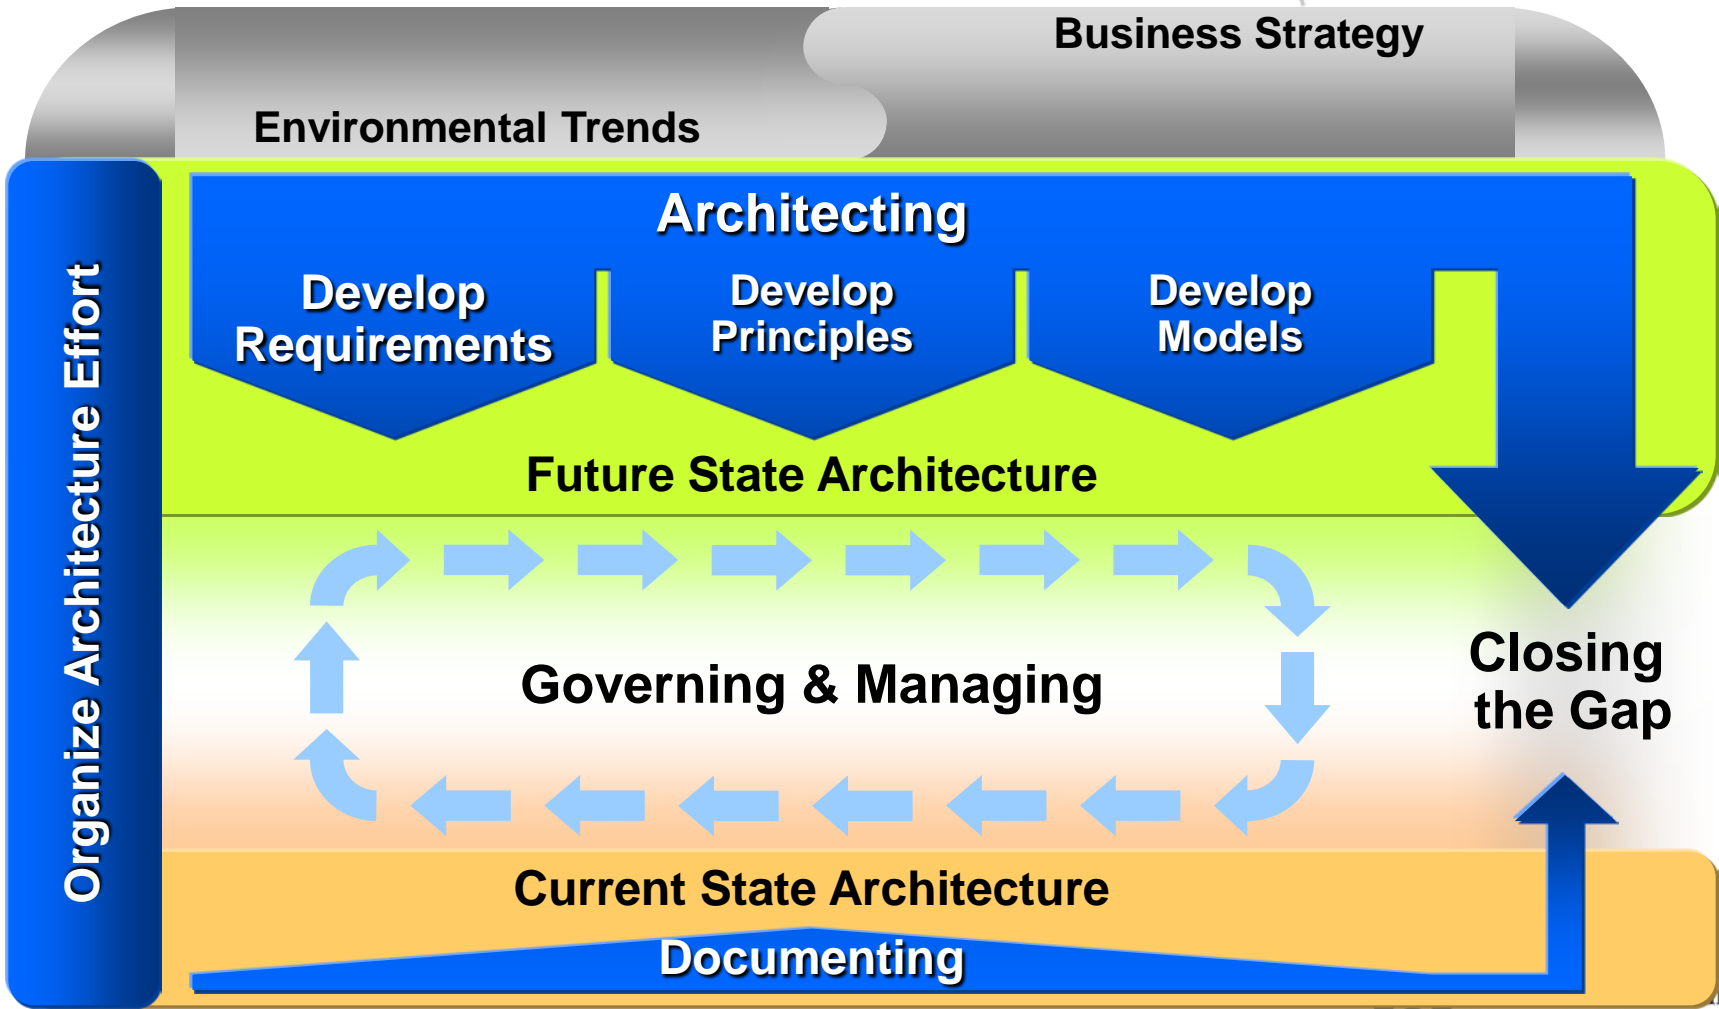 Business Strategy
Environmental Trends
Organize Architecture Effort
Architecting
Develop
Requirements
Develop
Principles
Develop
Models
Future State Architecture
Governing & Managing
Closing
the Gap
Current State Architecture
Documenting